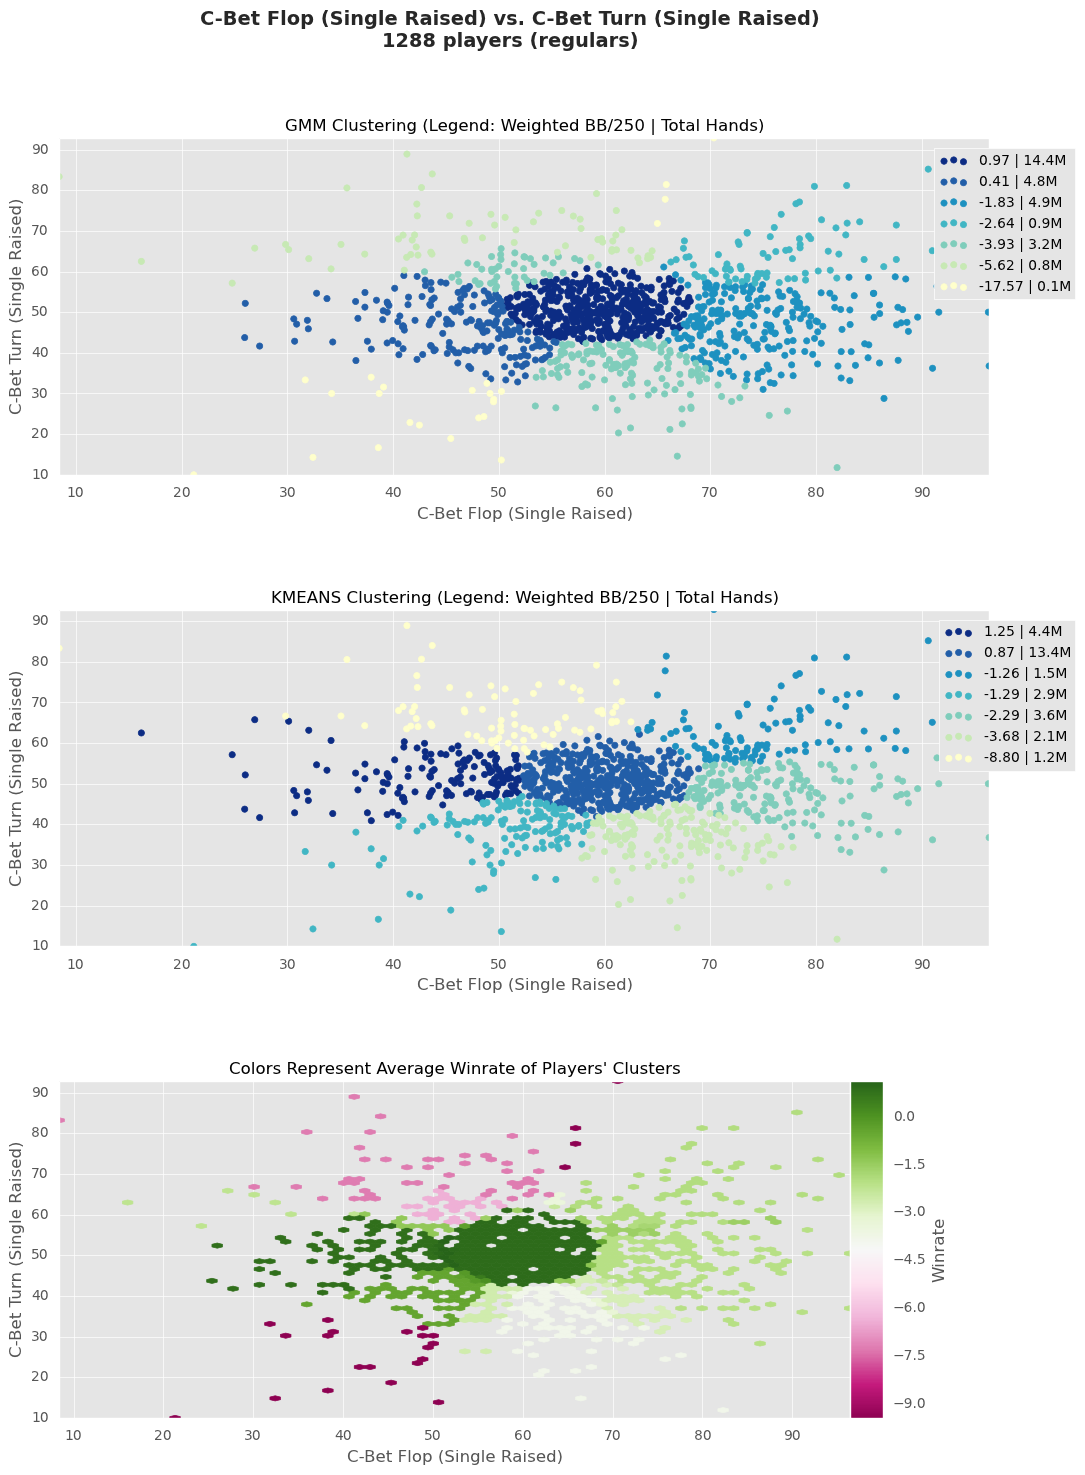 C-Bet Flop (Single Raised) vs. C-Bet Turn (Single Raised)
1288 players (regulars)
GMM Clustering (Legend: Weighted BB/250 | Total Hands)
C-Bet Turn (Single Raised)
90
80
70
60
50
40
30
20
10
0.97 | 14.4M
0.41 | 4.8M
-1.83 | 4.9M
-2.64 | 0.9M
-3.93 | 3.2M
-5.62 | 0.8M
-17.57 | 0.1M
10 20 30 40 50 60 70 80 90
C-Bet Flop (Single Raised)
KMEANS Clustering (Legend: Weighted BB/250 | Total Hands)
C-Bet Turn (Single Raised)
90
80
70
60
50
40
30
20
10
1.25 | 4.4M
0.87 | 13.4M
-1.26 | 1.5M
-1.29 | 2.9M
-2.29 | 3.6M
-3.68 | 2.1M
-8.80 | 1.2M
10 20 30 40 50 60 70 80 90
C-Bet Flop (Single Raised)
Colors Represent Average Winrate of Players' Clusters
C-Bet Turn (Single Raised)
90
80
70
60
50
40
30
20
10
0.0
−1.5
−3.0
−4.5
−6.0
−7.5
−9.0
Winrate
10 20 30 40 50 60 70 80 90
C-Bet Flop (Single Raised)